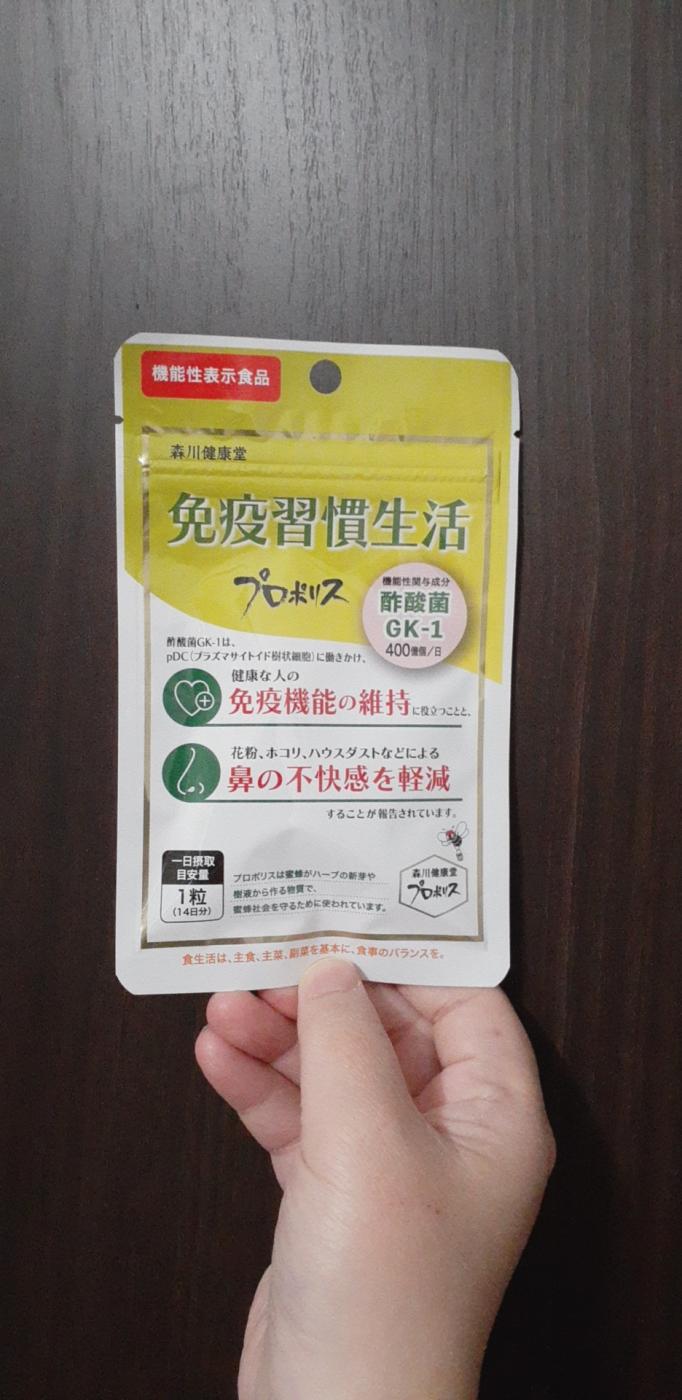 機能性表示食品
森川健康堂
免疫習慣生活
プロポリス
機能性関与成分
酢酸菌
GK-1
400億個/日
酢酸菌GK-1は、
pDC(プラズマサイトイド樹状細胞)に働きかけ、
健康な人の
免疫機能の維持に役立つことと、
花粉、ホコリ、ハウスダストなどによる
鼻の不快感を軽減
することが報告されています。
一日摂取
目安量
1粒
(14日分)
プロポリスは蜜蜂がハーブの新芽や
樹液から作る物質で、
蜜蜂社会を守るために使われています。
森川健康堂
プロポリス
食生活は、主食、主菜、副菜を基本に、食事のバランスを。